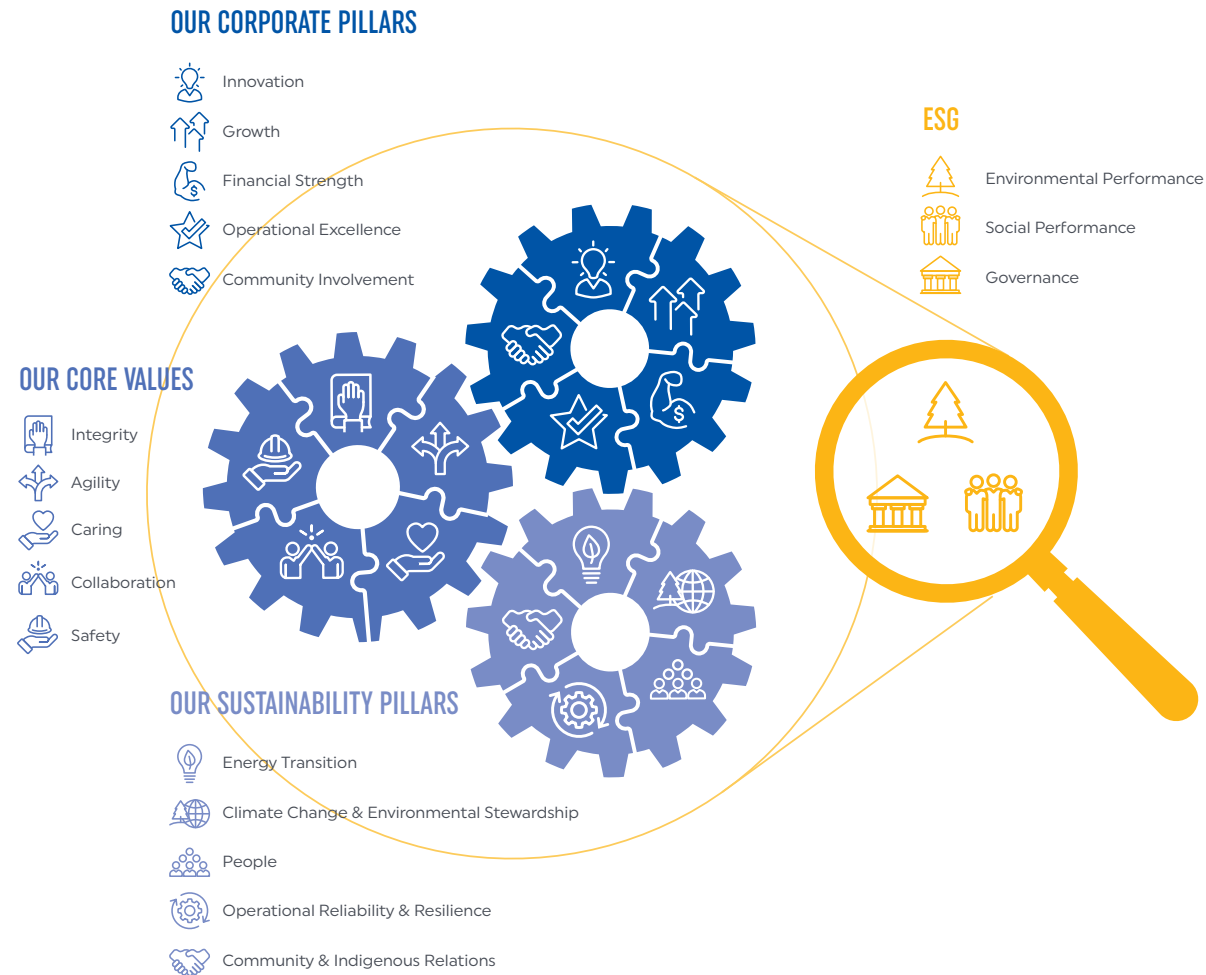 OUR CORPORATE PILLARS
Innovation
Growth
Financial Strength
Operational Excellence
Community Involvement
ESG
Environmental Performance
Social Performance
Governance
OUR CORE VALUES
Integrity
Agility
Caring
Collaboration
Safety
OUR SUSTAINABILITY PILLARS
Energy Transition
Climate Change & Environmental Stewardship
People
Operational Reliability & Resilience
Community & Indigenous Relations
$
$